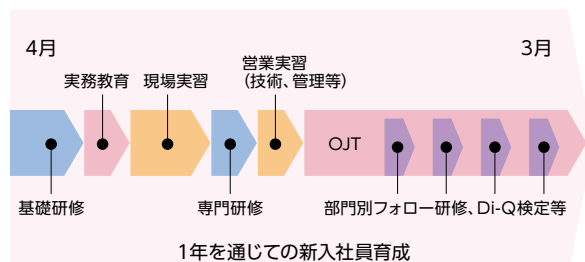 4月
3月
実務教育
現場実習
営業実習
(技術、管理等)
OJT
基礎研修
専門研修
部門別フォロー研修、Di-Q検定等
1年を通じての新入社員育成